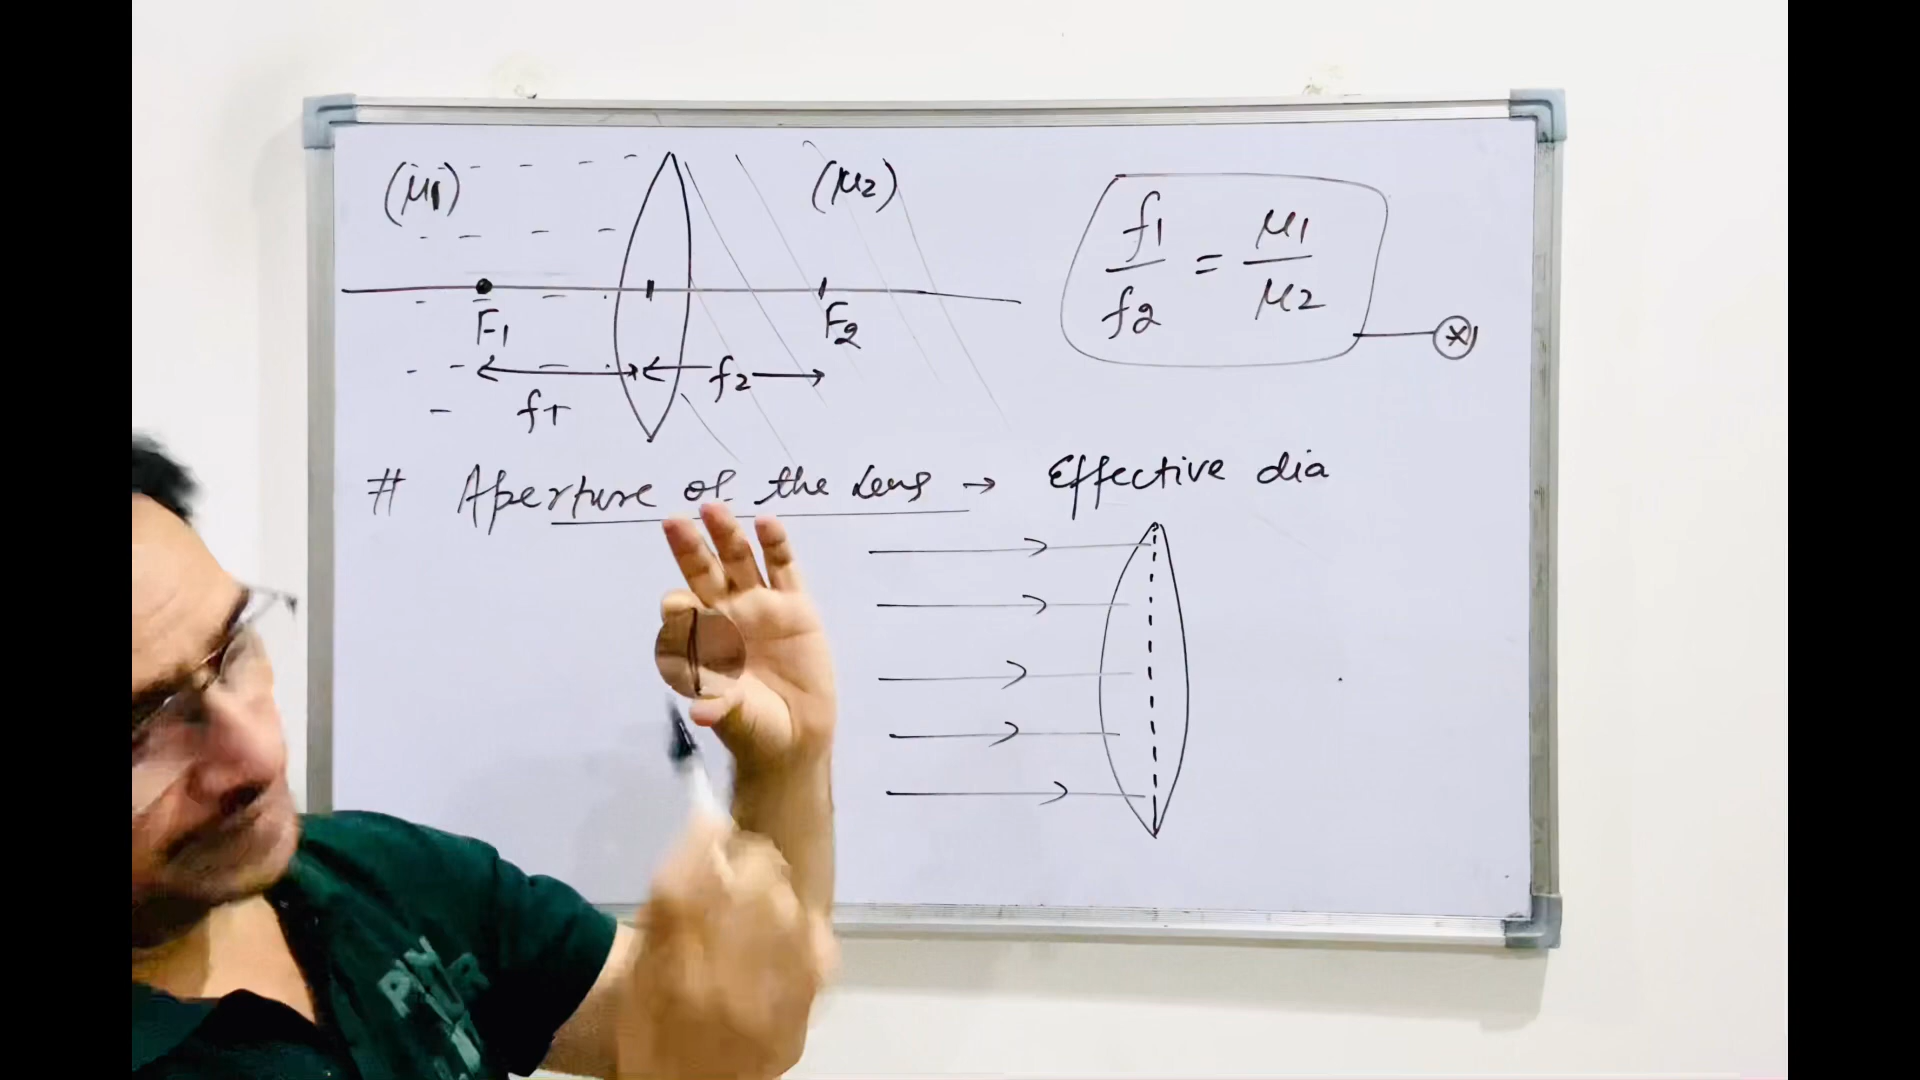 (μ1)
(μ2)
f1/f2 = μ1/μ2
*
F1
F2
f1
f2
# Aperture of the Lens → Effective dia